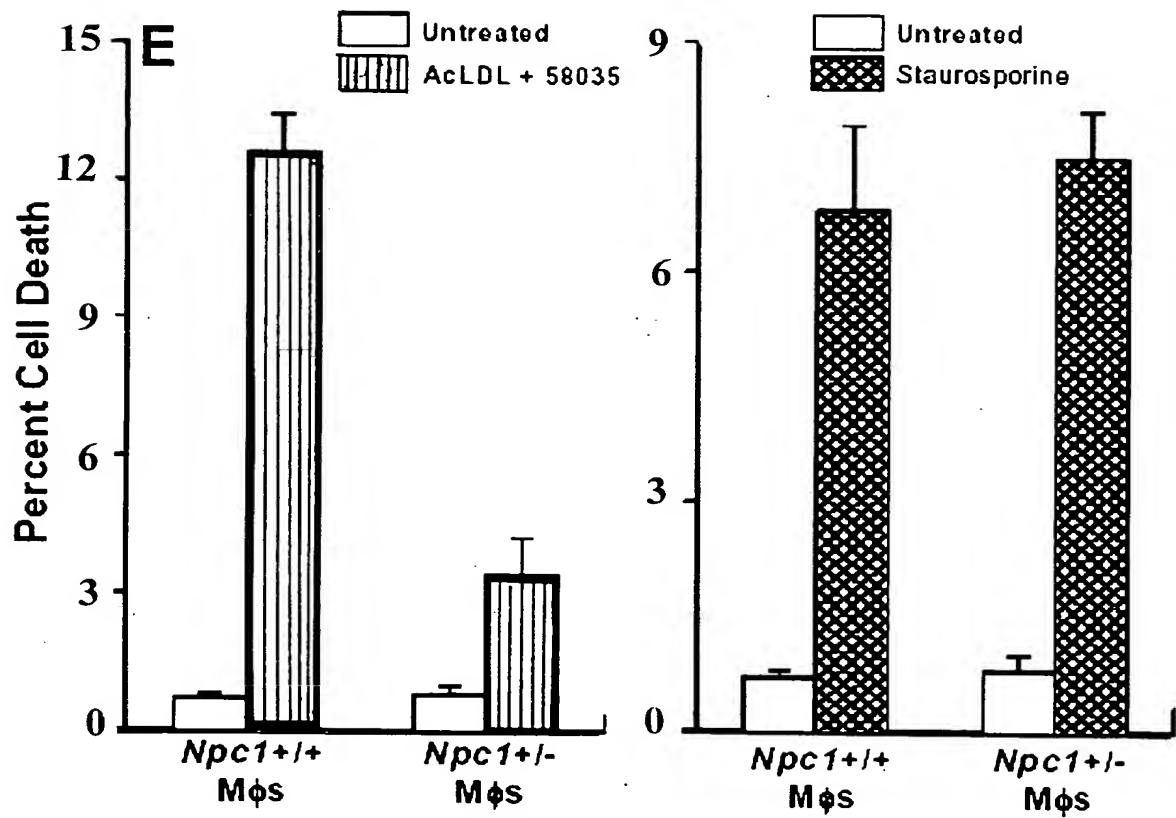 E
Untreated
AcLDL + 58035
Percent Cell Death
15
12
9
6
3
0
Npc1+/+
MϕS
Npc1+/-
MϕS
Untreated
Staurosporine
9
6
3
0
Npc1+/+
MϕS
Npc1+/-
MϕS